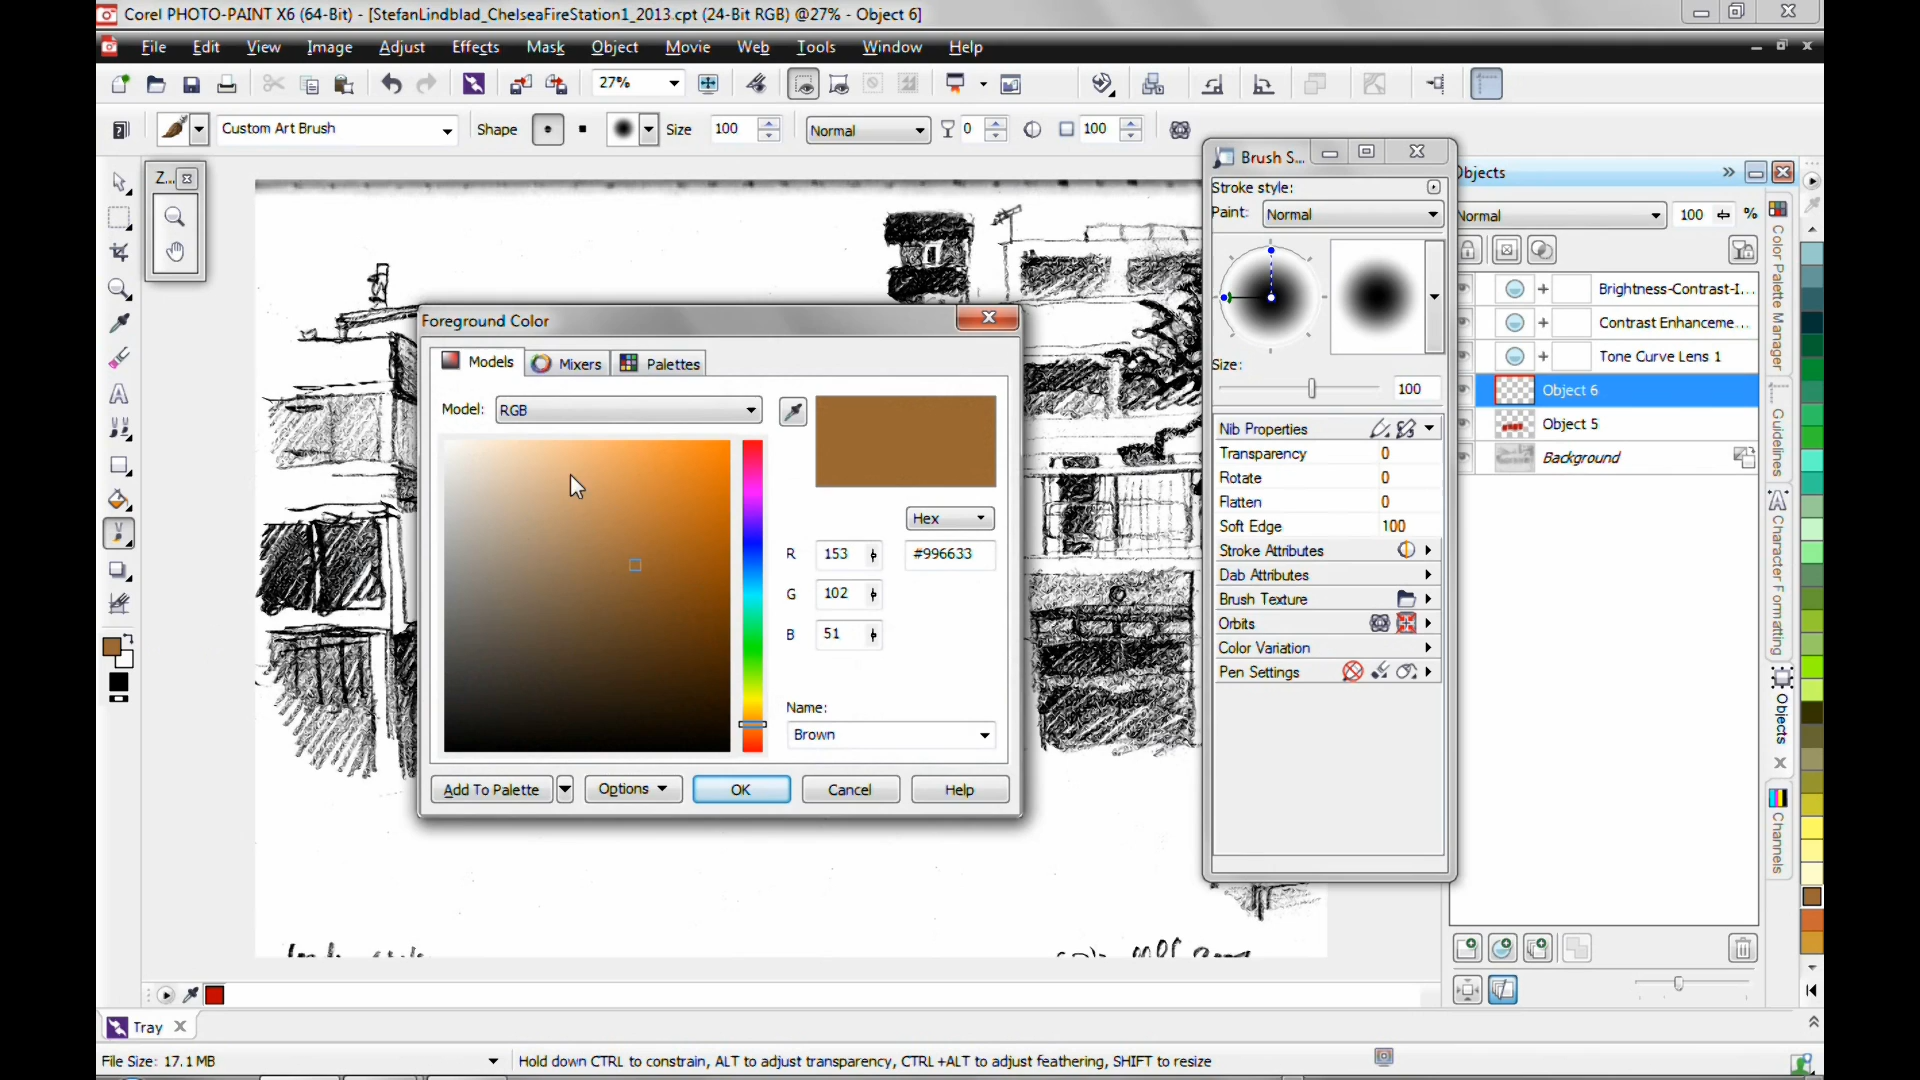 Corel PHOTO-PAINT X6 (64-Bit) - [StefanLindblad_ChelseaFireStation1_2013.cpt (24-Bit RGB) @27% - Object 6]
File Edit View Image Adjust Effects Mask Object Movie Web Tools Window Help
27%
Custom Art Brush Shape Size 100 Normal 0 100
Z...
Brush S...
Objects
Stroke style:
Paint: Normal
Normal 100 %
Size:
100
Nib Properties
Transparency 0
Rotate 0
Flatten 0
Soft Edge 100
Stroke Attributes
Dab Attributes
Brush Texture
Orbits
Color Variation
Pen Settings
Brightness-Contrast-I...
Contrast Enhanceme...
Tone Curve Lens 1
Object 6
Object 5
Background
Color Palette Manager
Guidelines
Character Formatting
Objects
Channels
Foreground Color
Models Mixers Palettes
Model: RGB
Hex
R 153 #996633
G 102
B 51
Name:
Brown
Add To Palette Options OK Cancel Help
Tray
File Size: 17.1 MB Hold down CTRL to constrain, ALT to adjust transparency, CTRL+ALT to adjust feathering, SHIFT to resize